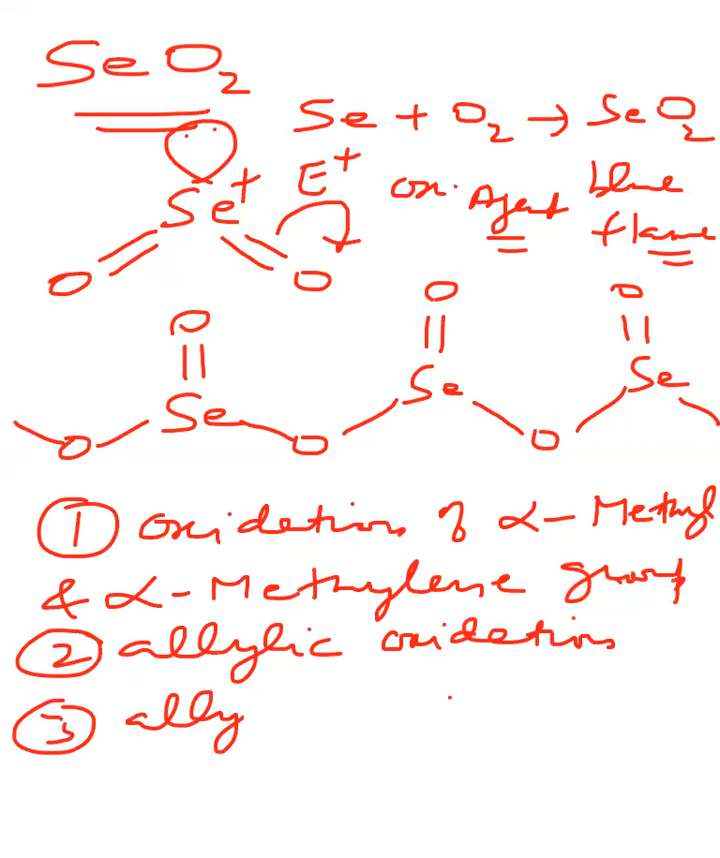 SeO₂
Se + O₂ → SeO₂
E⁺ oxi. Agent blue flame
Se⁺
O O
O O O
Se Se Se
O O O
① oxidation of α-Methyl
& α-Methylene group
② allylic oxidation
③ ally